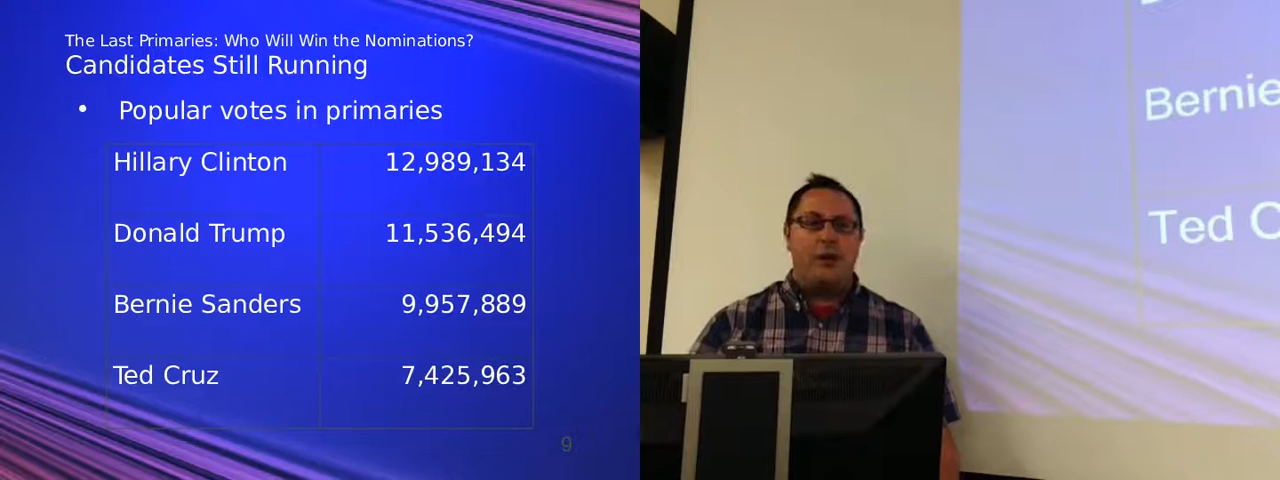 The Last Primaries: Who Will Win the Nominations?
Candidates Still Running
• Popular votes in primaries
Hillary Clinton 12,989,134
Donald Trump 11,536,494
Bernie Sanders 9,957,889
Ted Cruz 7,425,963
9
Bernie
Ted C